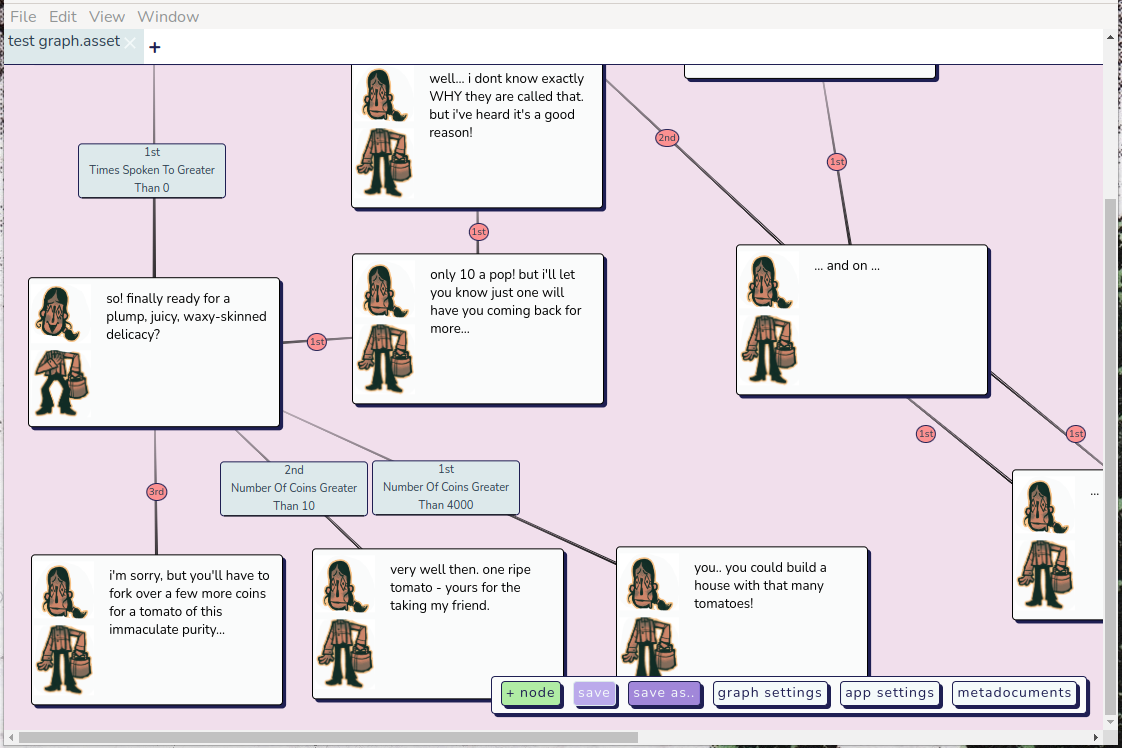 File Edit View Window
test graph.asset ×
+
well... i dont know exactly
WHY they are called that.
but i've heard it's a good
reason!
2nd
1st
1st
Times Spoken To Greater
Than 0
1st
so! finally ready for a
plump, juicy, waxy-skinned
delicacy?
1st
only 10 a pop! but i'll let
you know just one will
have you coming back for
more...
... and on ...
1st
1st
3rd
2nd
Number Of Coins Greater
Than 10
1st
Number Of Coins Greater
Than 4000
...
i'm sorry, but you'll have to
fork over a few more coins
for a tomato of this
immaculate purity...
very well then. one ripe
tomato - yours for the
taking my friend.
you.. you could build a
house with that many
tomatoes!
+ node save save as.. graph settings app settings metadocuments